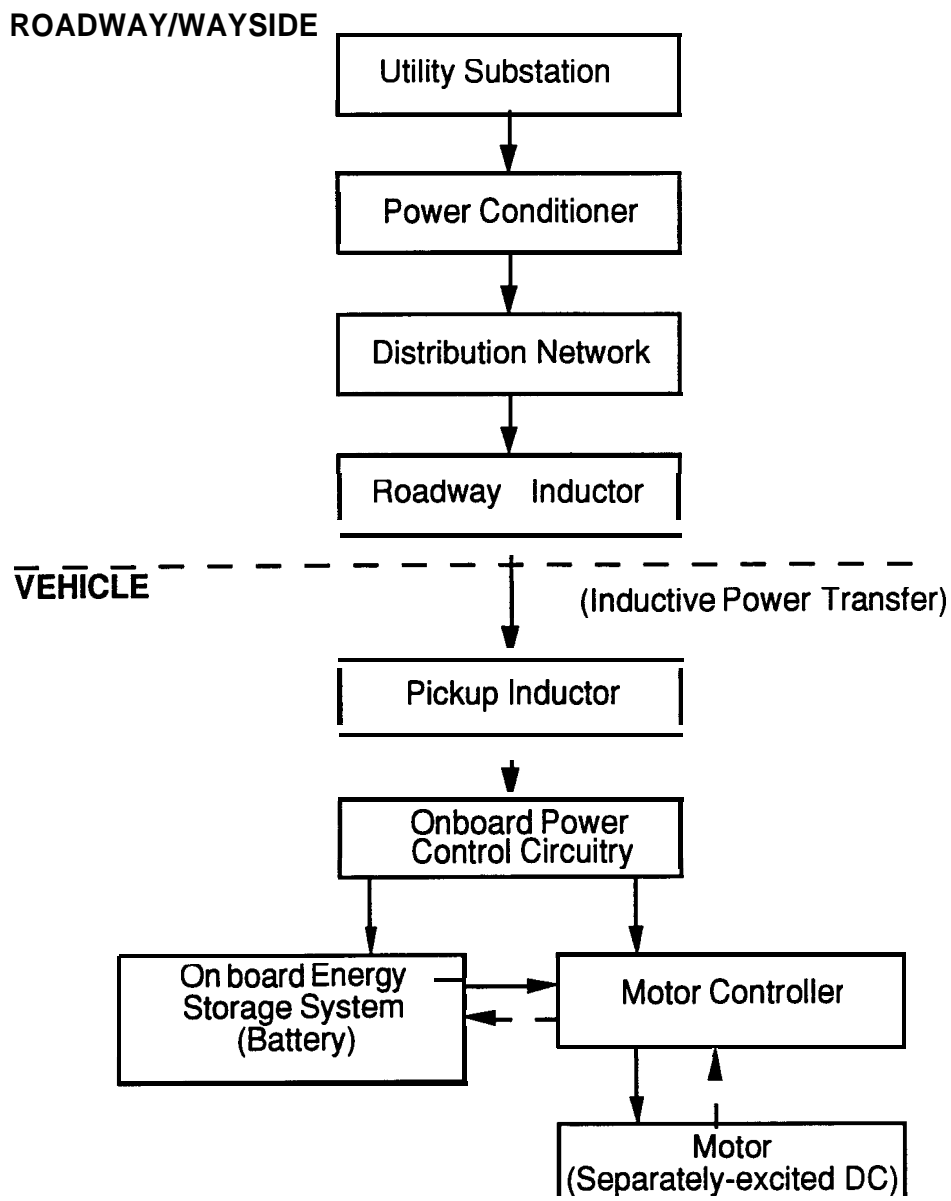 ROADWAY/WAYSIDE
Utility Substation
Power Conditioner
Distribution Network
Roadway Inductor
VEHICLE
(Inductive Power Transfer)
Pickup Inductor
Onboard Power
Control Circuitry
On board Energy
Storage System
(Battery)
Motor Controller
Motor
(Separately-excited DC)